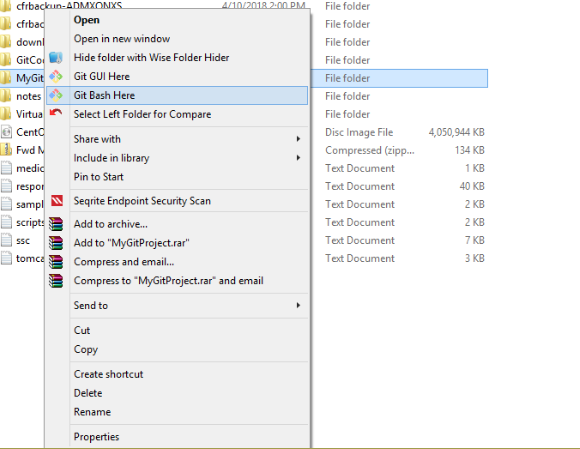 cfrbackup-ADMXONXS 4/10/2018 2:00 PM File folder
cfrba File folder
downl File folder
GitCo File folder
MyGit File folder
notes File folder
Virtua File folder
CentO Disc Image File 4,050,944 KB
Fwd M Compressed (zipp... 134 KB
medic Text Document 1 KB
respor Text Document 40 KB
sampl Text Document 2 KB
scripts Text Document 2 KB
ssc Text Document 7 KB
tomca Text Document 3 KB
Open
Open in new window
Hide folder with Wise Folder Hider
Git GUI Here
Git Bash Here
Select Left Folder for Compare
Share with
Include in library
Pin to Start
Seqrite Endpoint Security Scan
Add to archive...
Add to "MyGitProject.rar"
Compress and email...
Compress to "MyGitProject.rar" and email
Send to
Cut
Copy
Create shortcut
Delete
Rename
Properties